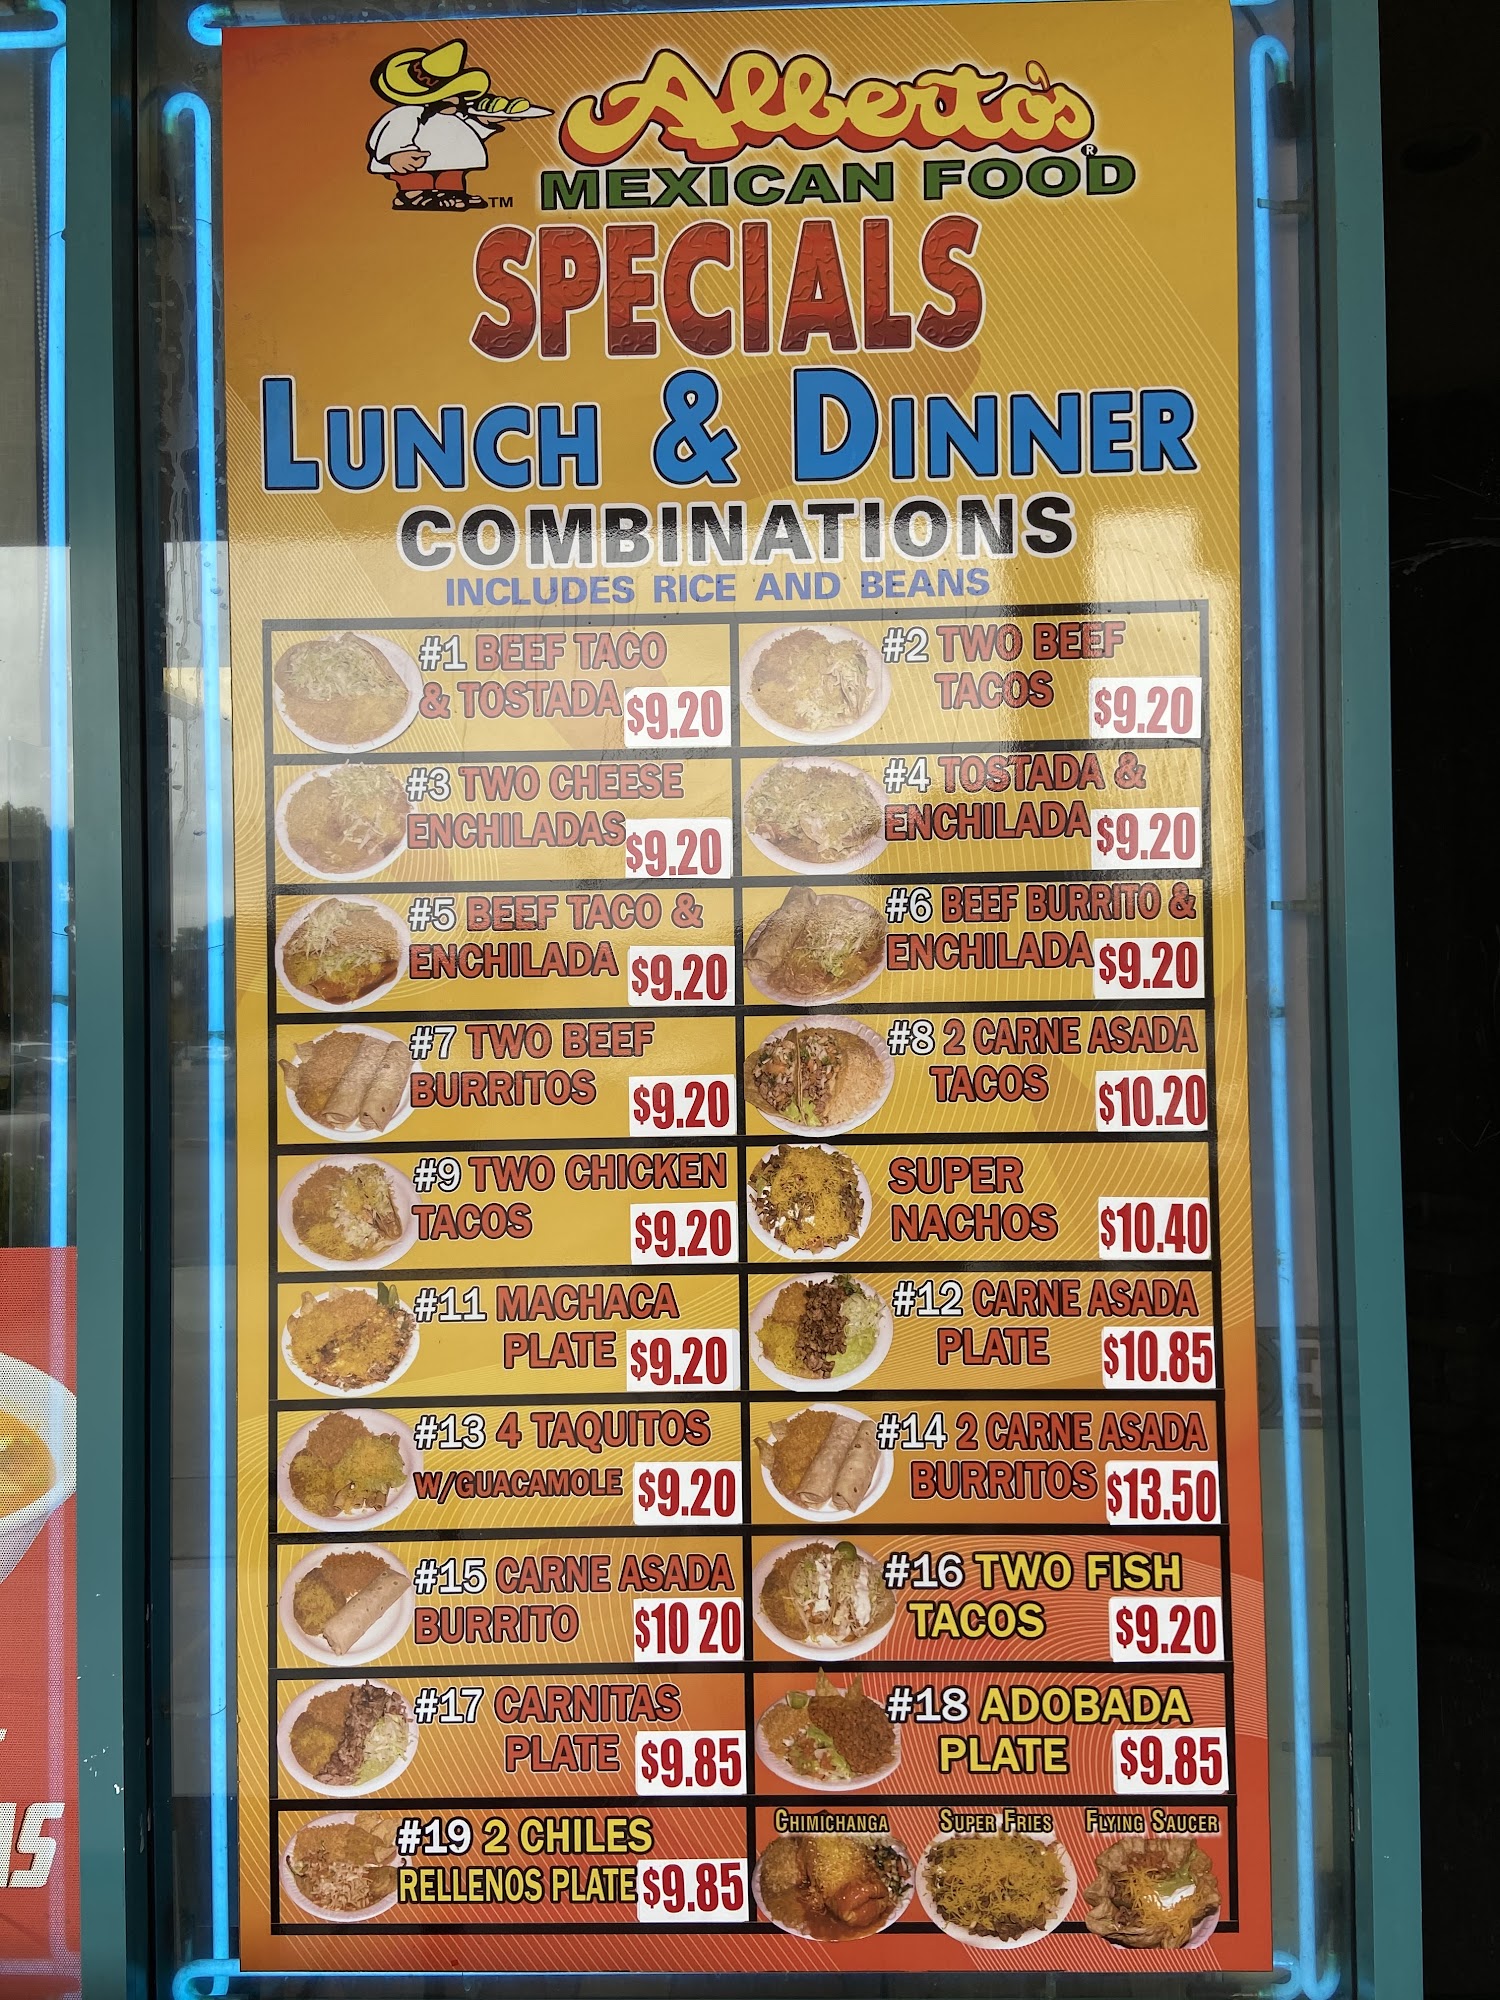 Alberto's®
MEXICAN FOOD
TM
SPECIALS
LUNCH & DINNER
COMBINATIONS
INCLUDES RICE AND BEANS
#1 BEEF TACO
& TOSTADA $9.20
#2 TWO BEEF
TACOS $9.20
#3 TWO CHEESE
ENCHILADAS $9.20
#4 TOSTADA &
ENCHILADA $9.20
#5 BEEF TACO &
ENCHILADA $9.20
#6 BEEF BURRITO &
ENCHILADA $9.20
#7 TWO BEEF
BURRITOS $9.20
#8 2 CARNE ASADA
TACOS $10.20
#9 TWO CHICKEN
TACOS $9.20
SUPER
NACHOS $10.40
#11 MACHACA
PLATE $9.20
#12 CARNE ASADA
PLATE $10.85
#13 4 TAQUITOS
W/GUACAMOLE $9.20
#14 2 CARNE ASADA
BURRITOS $13.50
#15 CARNE ASADA
BURRITO $10 20
#16 TWO FISH
TACOS $9.20
#17 CARNITAS
PLATE $9.85
#18 ADOBADA
PLATE $9.85
#19 2 CHILES
RELLENOS PLATE $9.85
CHIMICHANGA
SUPER FRIES
FLYING SAUCER